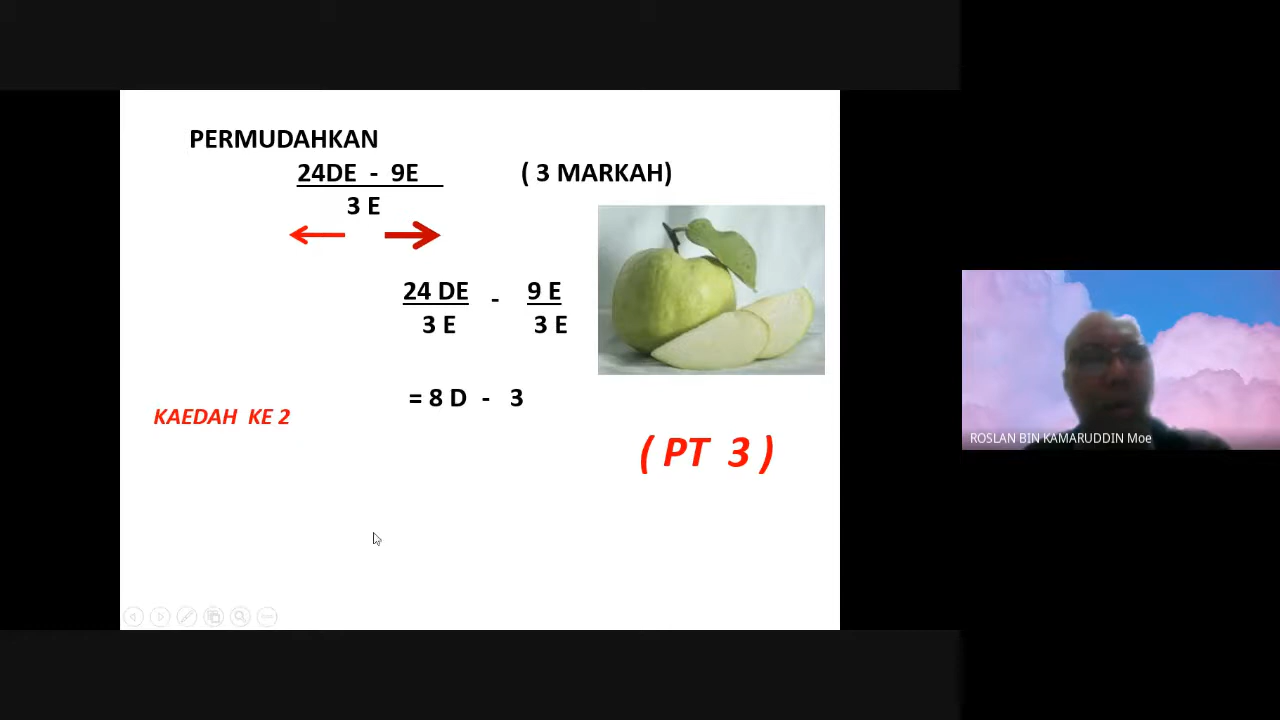 PERMUDAHKAN
24DE - 9E ( 3 MARKAH)
3 E
24 DE - 9 E
3 E 3 E
= 8 D - 3
KAEDAH KE 2
( PT 3 )
ROSLAN BIN KAMARUDDIN Moe